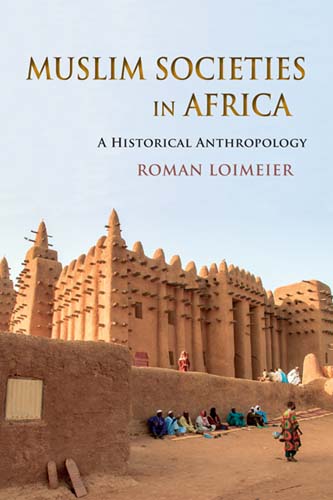 MUSLIM SOCIETIES
IN AFRICA
A HISTORICAL ANTHROPOLOGY
ROMAN LOIMEIER